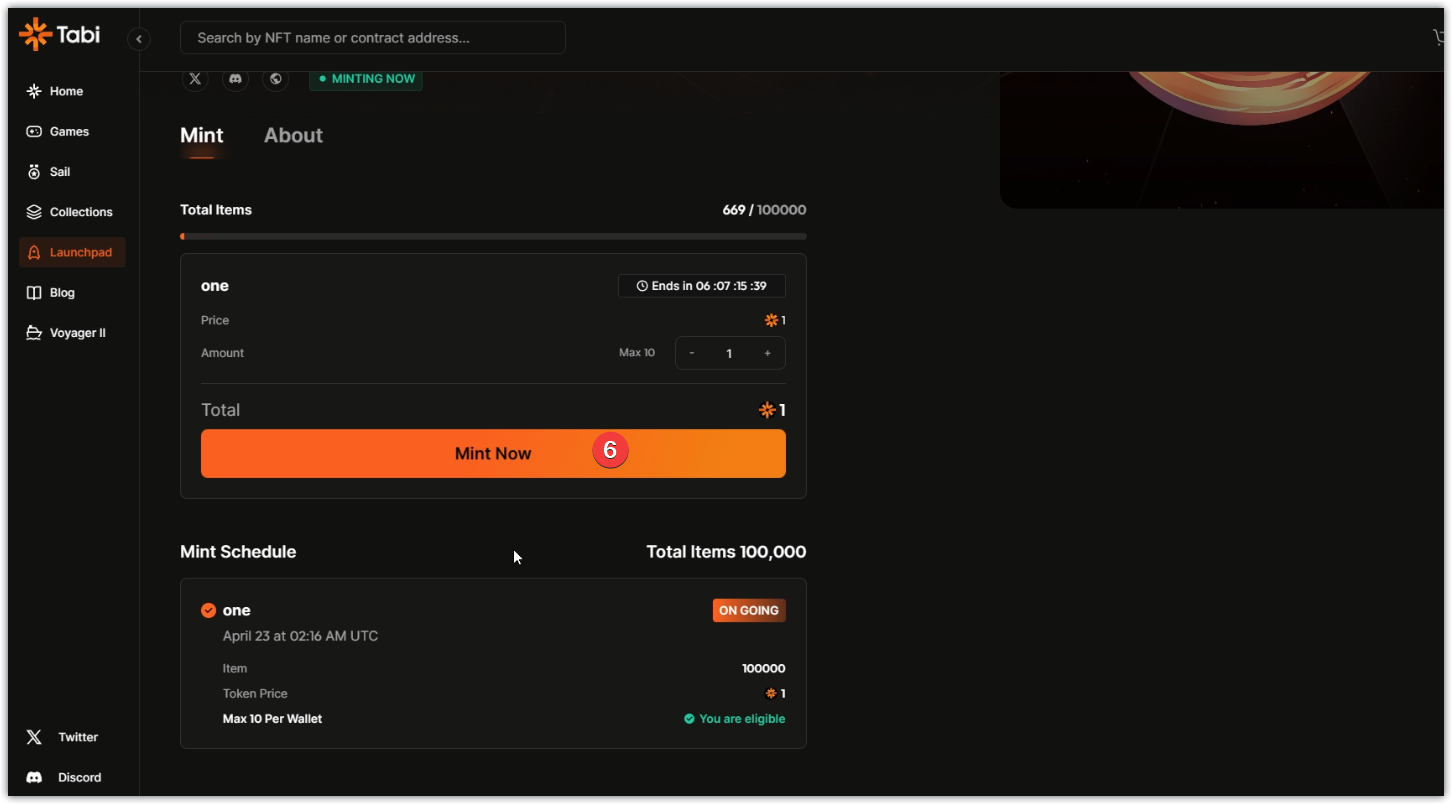 Tabi
Search by NFT name or contract address...
Home
Games
Sail
Collections
Launchpad
Blog
Voyager II
Twitter
Discord
MINTING NOW
Mint About
Total Items 669 / 100000
one Ends in 06 :07 :15 :39
Price 1
Amount Max 10 - 1 +
Total 1
Mint Now 6
Mint Schedule Total Items 100,000
one ON GOING
April 23 at 02:16 AM UTC
Item 100000
Token Price 1
Max 10 Per Wallet You are eligible